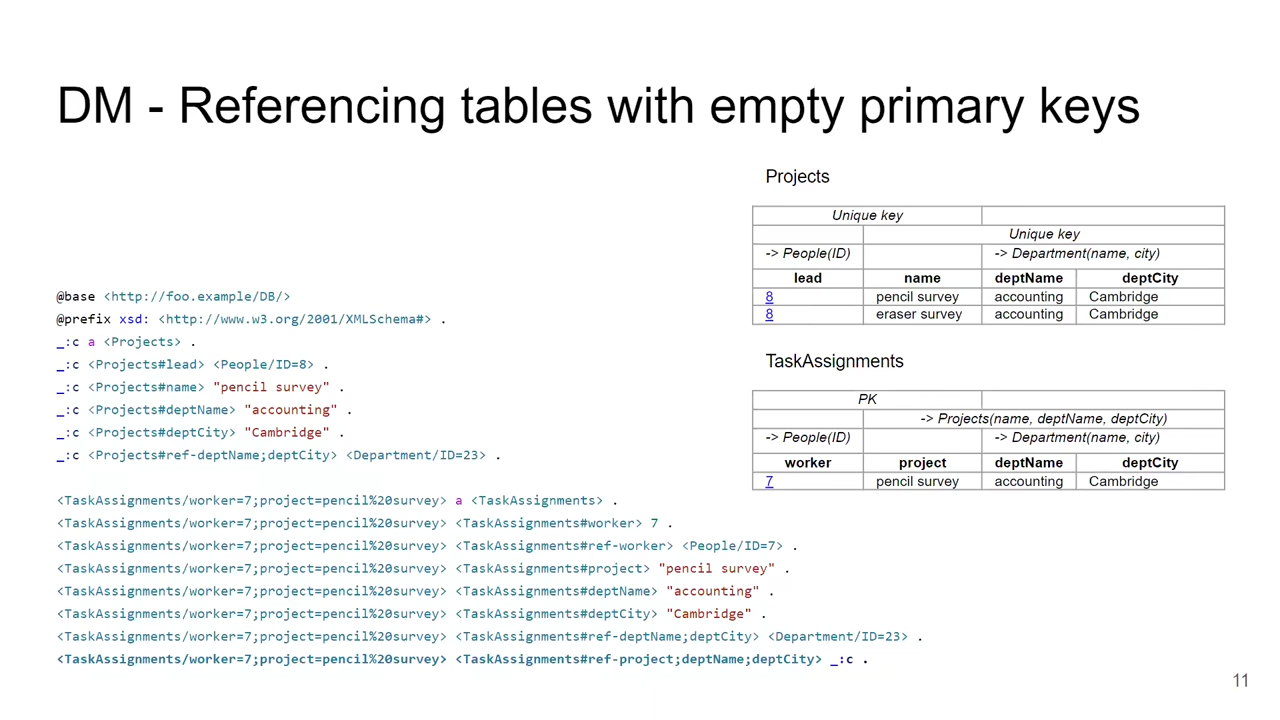 DM - Referencing tables with empty primary keys
Projects
Unique key
Unique key
-> People(ID) -> Department(name, city)
lead name deptName deptCity
8 pencil survey accounting Cambridge
8 eraser survey accounting Cambridge
TaskAssignments
PK
-> Projects(name, deptName, deptCity)
-> People(ID) -> Department(name, city)
worker project deptName deptCity
7 pencil survey accounting Cambridge
@base <http://foo.example/DB/>
@prefix xsd: <http://www.w3.org/2001/XMLSchema#> .
_:c a <Projects> .
_:c <Projects#lead> <People/ID=8> .
_:c <Projects#name> "pencil survey" .
_:c <Projects#deptName> "accounting" .
_:c <Projects#deptCity> "Cambridge" .
_:c <Projects#ref-deptName;deptCity> <Department/ID=23> .
<TaskAssignments/worker=7;project=pencil%20survey> a <TaskAssignments> .
<TaskAssignments/worker=7;project=pencil%20survey> <TaskAssignments#worker> 7 .
<TaskAssignments/worker=7;project=pencil%20survey> <TaskAssignments#ref-worker> <People/ID=7> .
<TaskAssignments/worker=7;project=pencil%20survey> <TaskAssignments#project> "pencil survey" .
<TaskAssignments/worker=7;project=pencil%20survey> <TaskAssignments#deptName> "accounting" .
<TaskAssignments/worker=7;project=pencil%20survey> <TaskAssignments#deptCity> "Cambridge" .
<TaskAssignments/worker=7;project=pencil%20survey> <TaskAssignments#ref-deptName;deptCity> <Department/ID=23> .
<TaskAssignments/worker=7;project=pencil%20survey> <TaskAssignments#ref-project;deptName;deptCity> _:c .
11